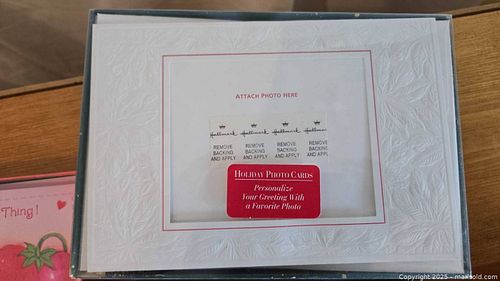 ATTACH PHOTO HERE
Hallmark Hallmark Hallmark Hallmark
REMOVE REMOVE REMOVE REMOVE
BACKING BACKING BACKING BACKING
AND APPLY AND APPLY AND APPLY AND APPL
HOLIDAY PHOTO CARDS
Personalize
Your Greeting With
a Favorite Photo
Thing!
Copyright 2025 - maxsold.com